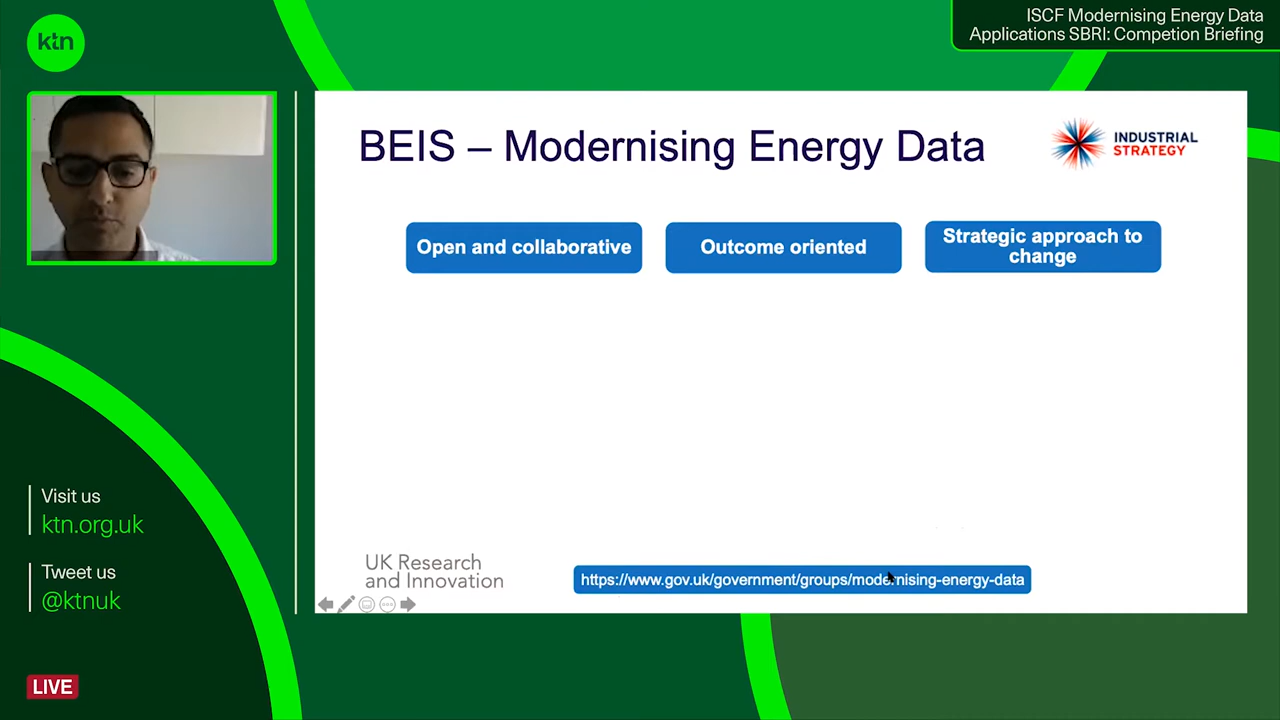 ktn
ISCF Modernising Energy Data
Applications SBRI: Competion Briefing
BEIS – Modernising Energy Data
INDUSTRIAL
STRATEGY
Open and collaborative
Outcome oriented
Strategic approach to
change
Visit us
ktn.org.uk
Tweet us
@ktnuk
UK Research
and Innovation
https://www.gov.uk/government/groups/modernising-energy-data
LIVE